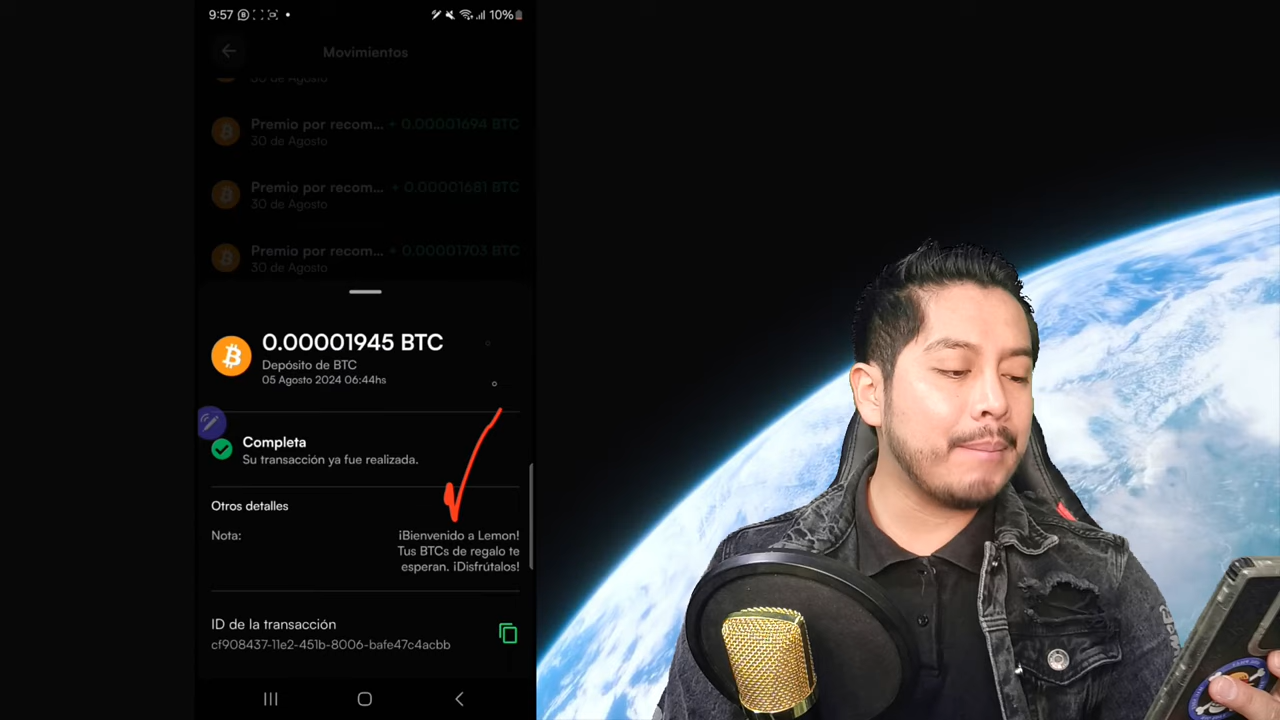 9:57 10%
Movimientos
30 de Agosto
Premio por recom... + 0.00001694 BTC
30 de Agosto
Premio por recom... + 0.00001681 BTC
30 de Agosto
Premio por recom... + 0.00001703 BTC
30 de Agosto
0.00001945 BTC
Depósito de BTC
05 Agosto 2024 06:44hs
Completa
Su transacción ya fue realizada.
Otros detalles
Nota: ¡Bienvenido a Lemon!
Tus BTCs de regalo te
esperan. ¡Disfrútalos!
ID de la transacción
cf908437-11e2-451b-8006-bafe47c4acbb